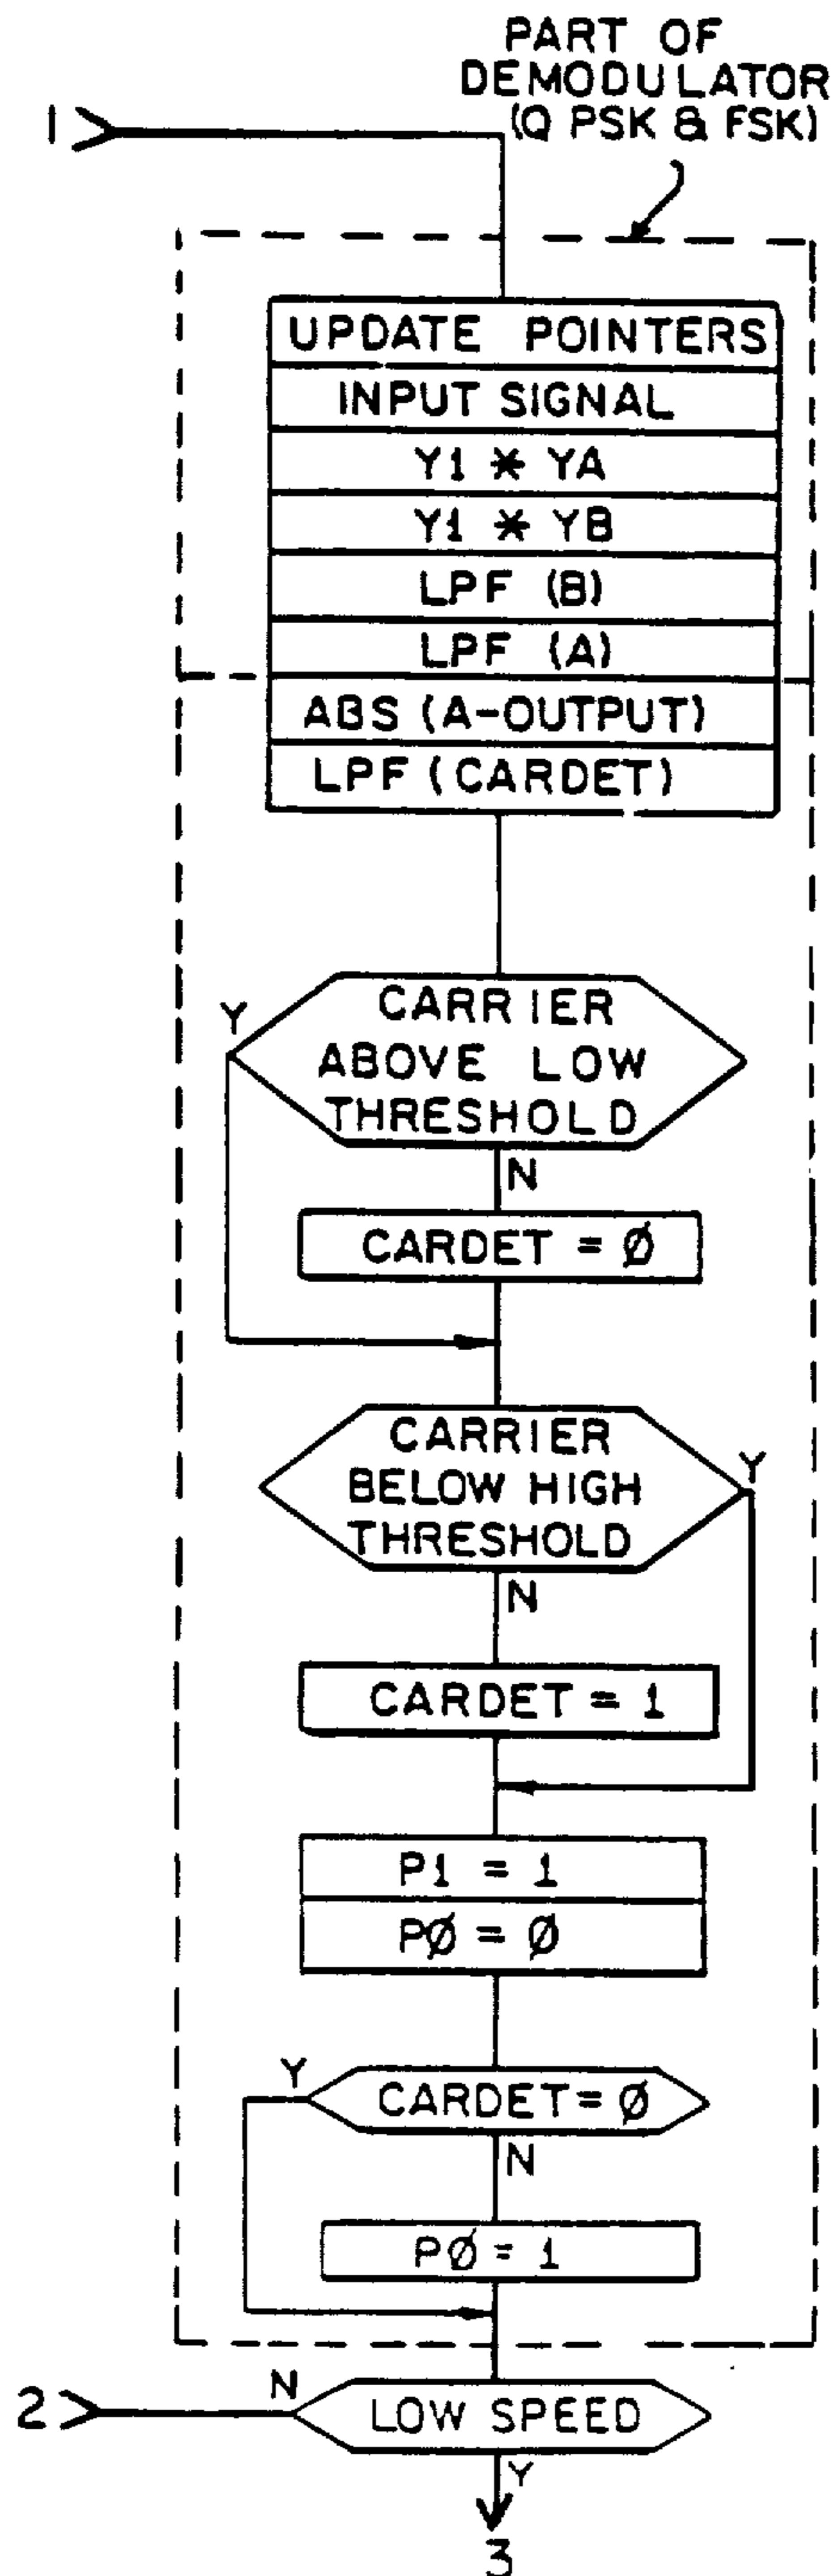 PART OF
DEMODULATOR
(Q PSK & FSK)
1
UPDATE POINTERS
INPUT SIGNAL
Y1 * YA
Y1 * YB
LPF (B)
LPF (A)
ABS (A-OUTPUT)
LPF (CARDET)
Y
CARRIER
ABOVE LOW
THRESHOLD
N
CARDET = Ø
CARRIER
BELOW HIGH
THRESHOLD
Y
N
CARDET = 1
P1 = 1
PØ = Ø
Y
CARDET = Ø
N
PØ = 1
N
2
LOW SPEED
Y
3